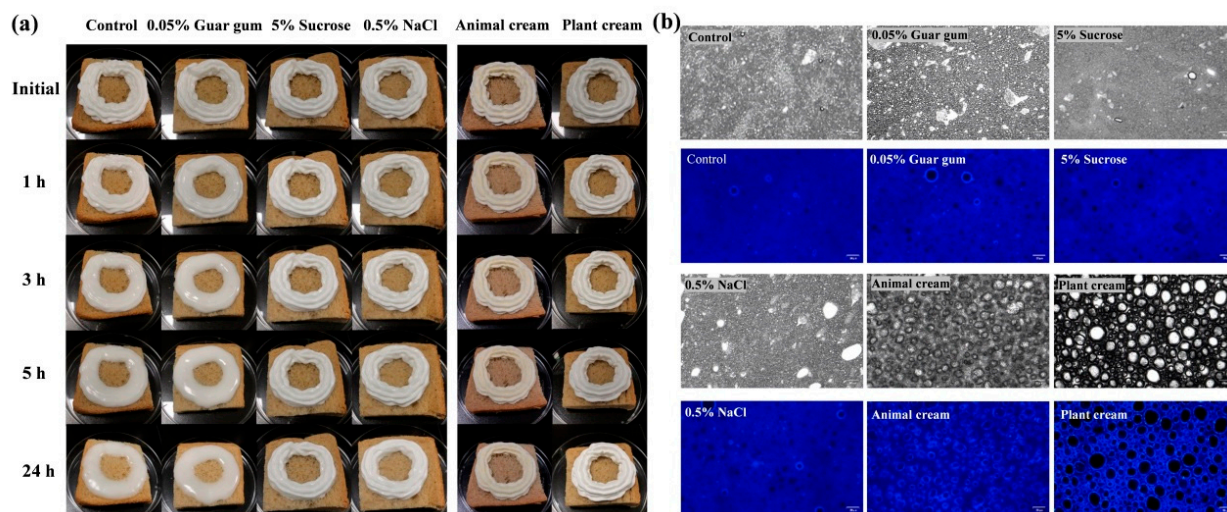 (a)
Control 0.05% Guar gum 5% Sucrose 0.5% NaCl Animal cream Plant cream
Initial
1 h
3 h
5 h
24 h
(b)
Control 0.05% Guar gum 5% Sucrose
Control 0.05% Guar gum 5% Sucrose
0.5% NaCl Animal cream Plant cream
0.5% NaCl Animal cream Plant cream